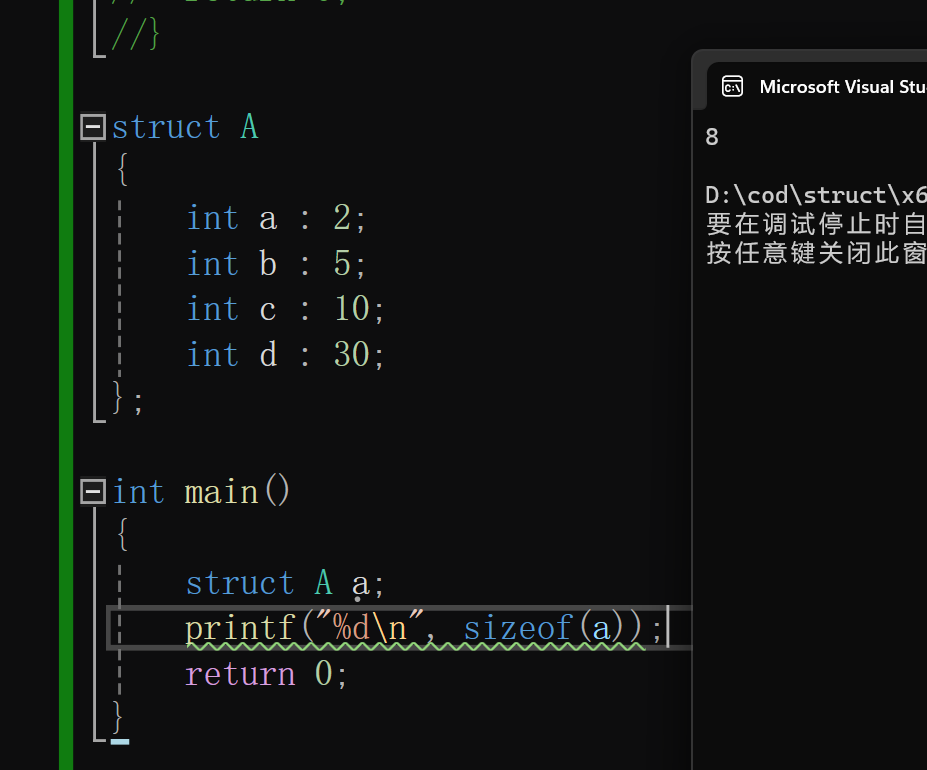 //}
struct A
{
int a : 2;
int b : 5;
int c : 10;
int d : 30;
};
int main()
{
struct A a;
printf("%d\n", sizeof(a));
return 0;
}
Microsoft Visual Stu
8
D:\cod\struct\x6
要在调试停止时自
按任意键关闭此窗